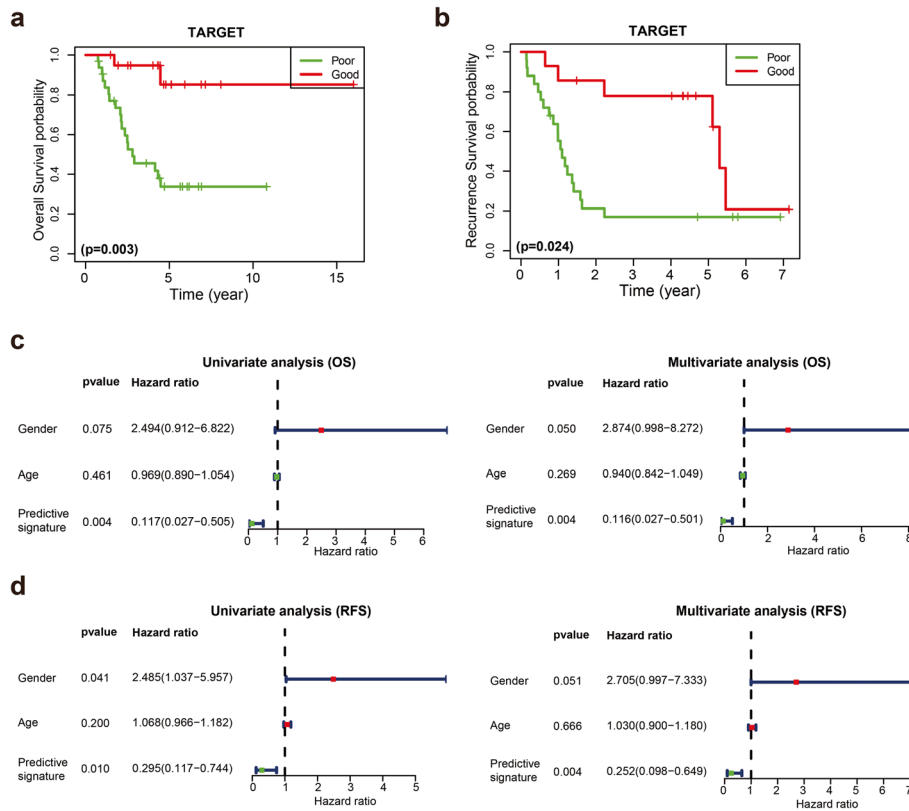 a
TARGET
Overall Survival porbability
0.0 0.2 0.4 0.6 0.8 1.0
Poor
Good
(p=0.003)
0 5 10 15
Time (year)
b
TARGET
Recurrence Survival porbability
0.0 0.2 0.4 0.6 0.8 1.0
Poor
Good
(p=0.024)
0 1 2 3 4 5 6 7
Time (year)
c
Univariate analysis (OS)
pvalue Hazard ratio
Gender 0.075 2.494(0.912−6.822)
Age 0.461 0.969(0.890−1.054)
Predictive
signature 0.004 0.117(0.027−0.505)
0 1 2 3 4 5 6
Hazard ratio
Multivariate analysis (OS)
pvalue Hazard ratio
Gender 0.050 2.874(0.998−8.272)
Age 0.269 0.940(0.842−1.049)
Predictive
signature 0.004 0.116(0.027−0.501)
0 2 4 6 8
Hazard ratio
d
Univariate analysis (RFS)
pvalue Hazard ratio
Gender 0.041 2.485(1.037−5.957)
Age 0.200 1.068(0.966−1.182)
Predictive
signature 0.010 0.295(0.117−0.744)
0 1 2 3 4 5
Hazard ratio
Multivariate analysis (RFS)
pvalue Hazard ratio
Gender 0.051 2.705(0.997−7.333)
Age 0.666 1.030(0.900−1.180)
Predictive
signature 0.004 0.252(0.098−0.649)
0 1 2 3 4 5 6 7
Hazard ratio